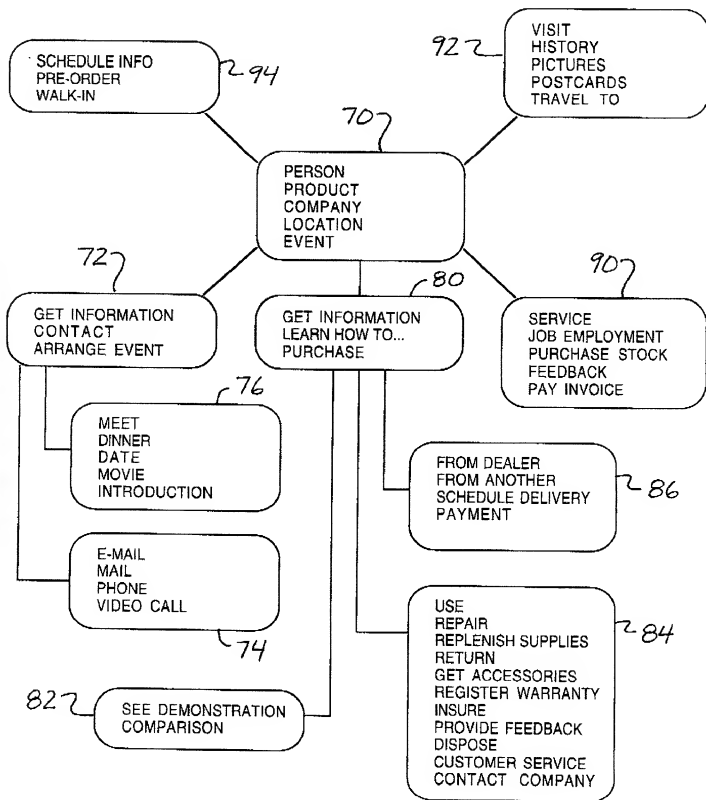 SCHEDULE INFO
PRE-ORDER
WALK-IN
94
92
VISIT
HISTORY
PICTURES
POSTCARDS
TRAVEL TO
70
PERSON
PRODUCT
COMPANY
LOCATION
EVENT
72
GET INFORMATION
CONTACT
ARRANGE EVENT
80
GET INFORMATION
LEARN HOW TO...
PURCHASE
90
SERVICE
JOB EMPLOYMENT
PURCHASE STOCK
FEEDBACK
PAY INVOICE
76
MEET
DINNER
DATE
MOVIE
INTRODUCTION
FROM DEALER
FROM ANOTHER
SCHEDULE DELIVERY
PAYMENT
86
E-MAIL
MAIL
PHONE
VIDEO CALL
74
USE
REPAIR
REPLENISH SUPPLIES
RETURN
GET ACCESSORIES
REGISTER WARRANTY
INSURE
PROVIDE FEEDBACK
DISPOSE
CUSTOMER SERVICE
CONTACT COMPANY
84
82
SEE DEMONSTRATION
COMPARISON